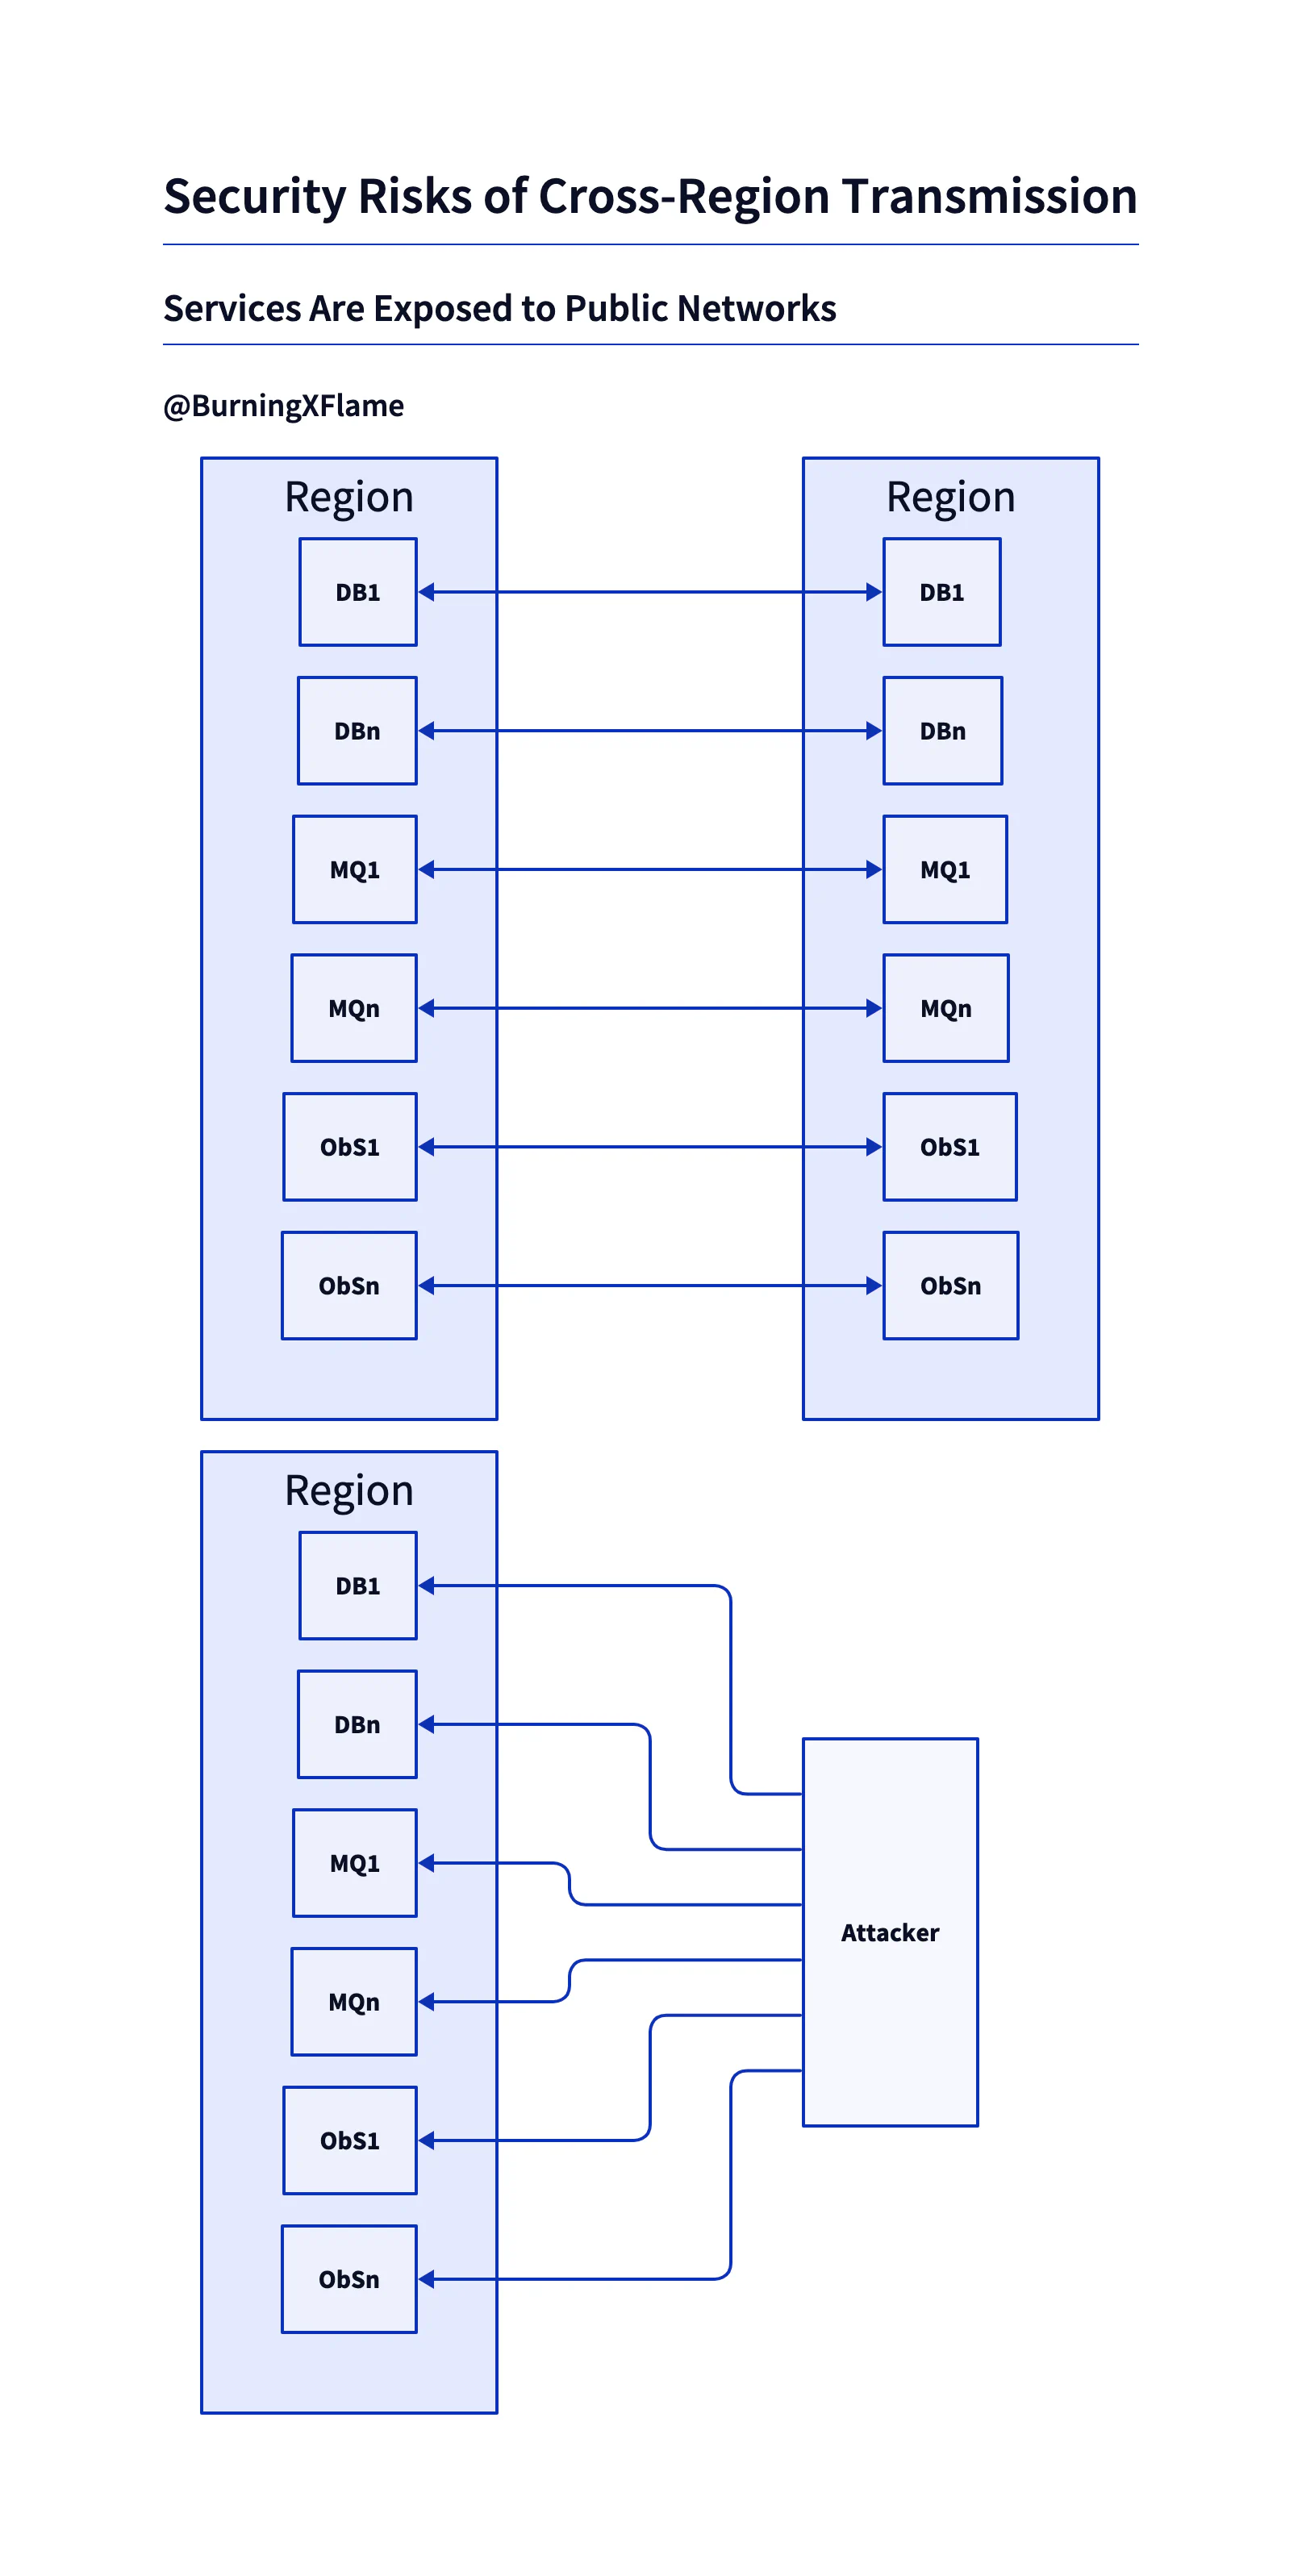 Security Risks of Cross-Region Transmission
Services Are Exposed to Public Networks
@BurningXFlame
Region
DB1
DBn
MQ1
MQn
ObS1
ObSn
Region
DB1
DBn
MQ1
MQn
ObS1
ObSn
Region
DB1
DBn
MQ1
MQn
ObS1
ObSn
Attacker